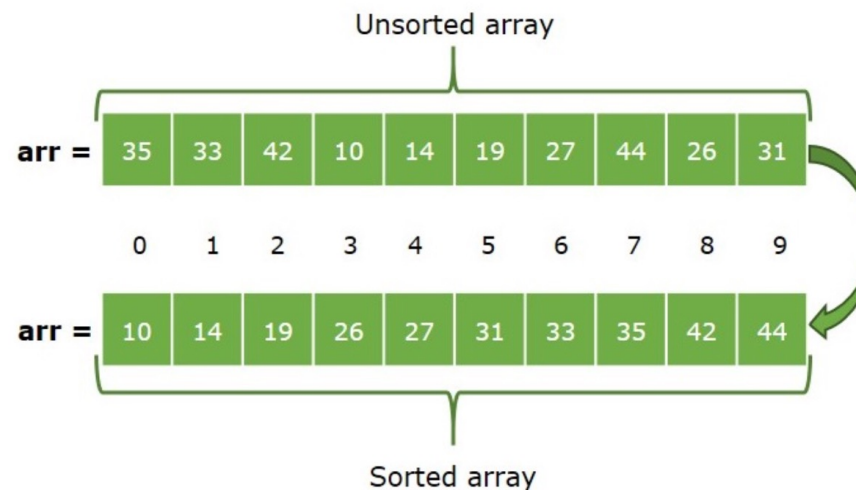 Unsorted array
arr = 35 33 42 10 14 19 27 44 26 31
0 1 2 3 4 5 6 7 8 9
arr = 10 14 19 26 27 31 33 35 42 44
Sorted array